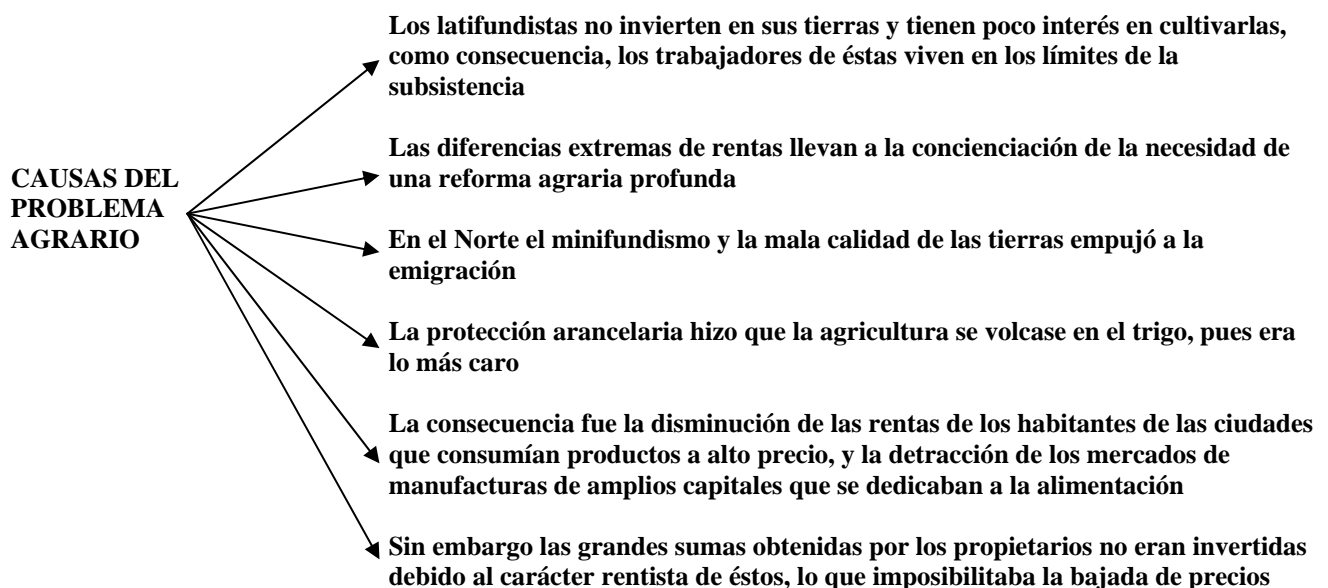 Los latifundistas no invierten en sus tierras y tienen poco interés en cultivarlas,
como consecuencia, los trabajadores de éstas viven en los límites de la
subsistencia
Las diferencias extremas de rentas llevan a la concienciación de la necesidad de
una reforma agraria profunda
CAUSAS DEL
PROBLEMA
AGRARIO
En el Norte el minifundismo y la mala calidad de las tierras empujó a la
emigración
La protección arancelaria hizo que la agricultura se volcase en el trigo, pues era
lo más caro
La consecuencia fue la disminución de las rentas de los habitantes de las ciudades
que consumían productos a alto precio, y la detracción de los mercados de
manufacturas de amplios capitales que se dedicaban a la alimentación
Sin embargo las grandes sumas obtenidas por los propietarios no eran invertidas
debido al carácter rentista de éstos, lo que imposibilitaba la bajada de precios